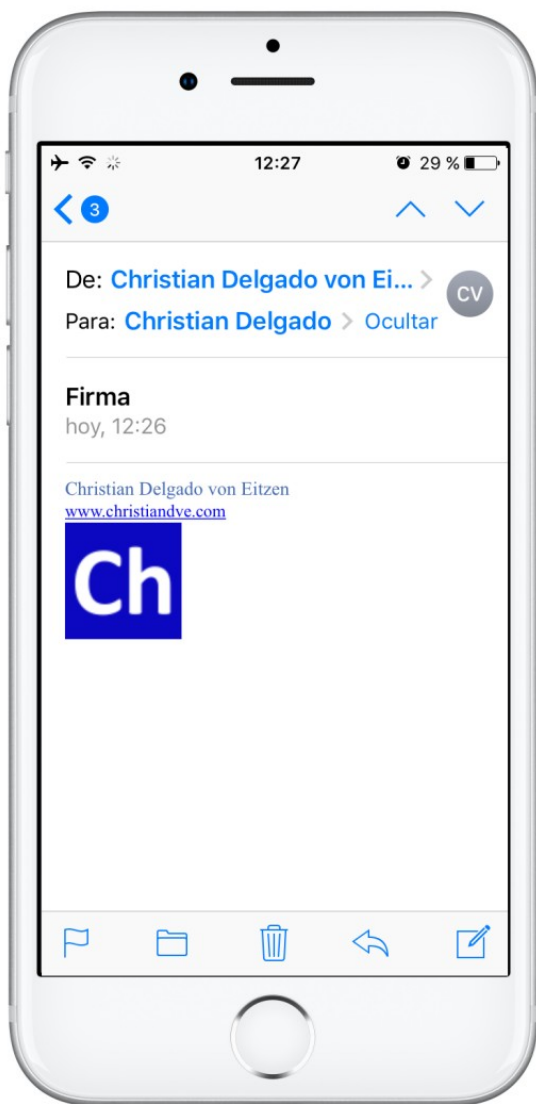 12:27
29 %
3
De: Christian Delgado von Ei...
CV
Para: Christian Delgado Ocultar
Firma
hoy, 12:26
Christian Delgado von Eitzen
www.christiandve.com
Ch